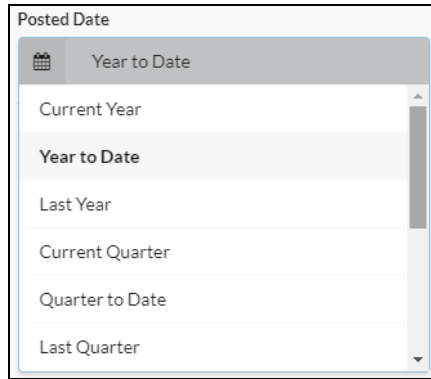 Posted Date
Year to Date
Current Year
Year to Date
Last Year
Current Quarter
Quarter to Date
Last Quarter